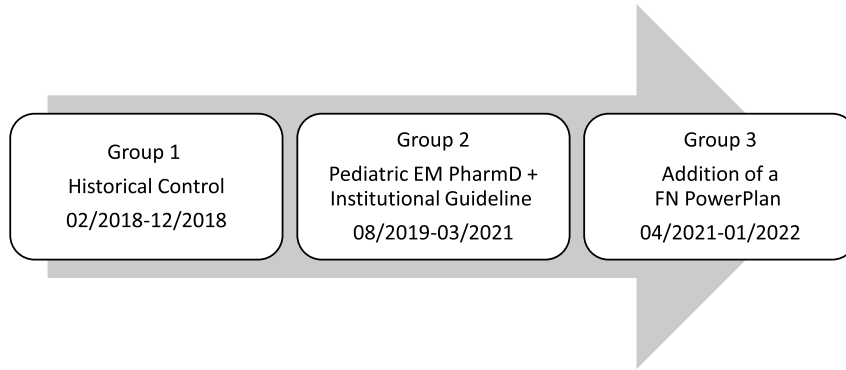 Group 1
Historical Control
02/2018-12/2018
Group 2
Pediatric EM PharmD +
Institutional Guideline
08/2019-03/2021
Group 3
Addition of a
FN PowerPlan
04/2021-01/2022